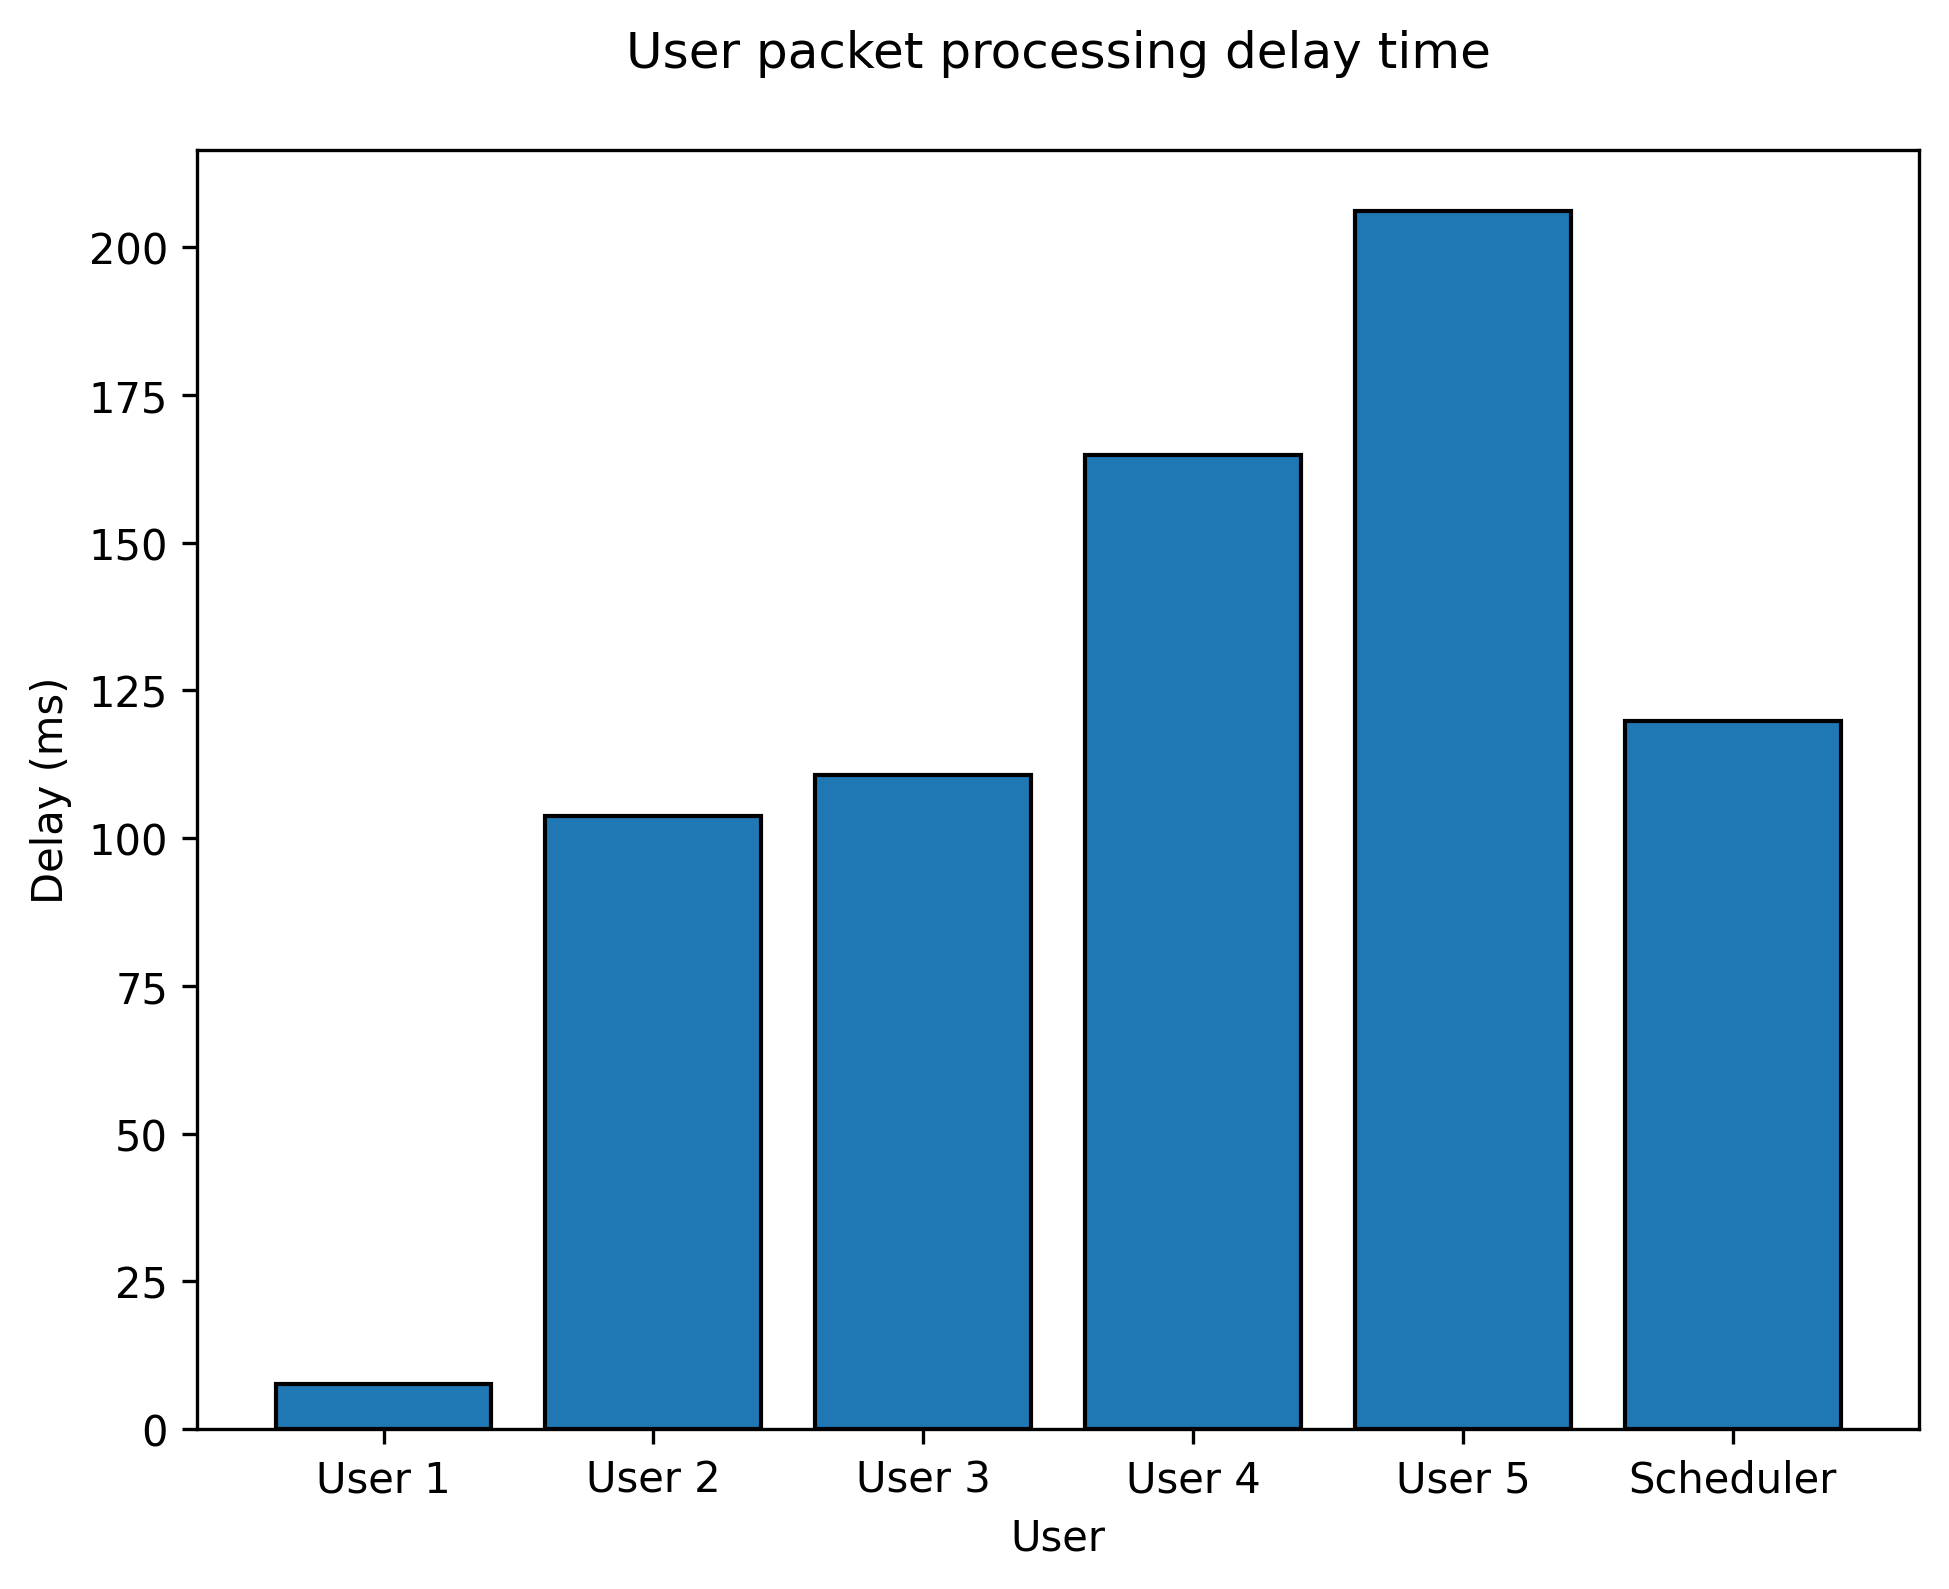 User packet processing delay time
200
175
150
125
100
75
50
25
0
Delay (ms)
User 1 User 2 User 3 User 4 User 5 Scheduler
User